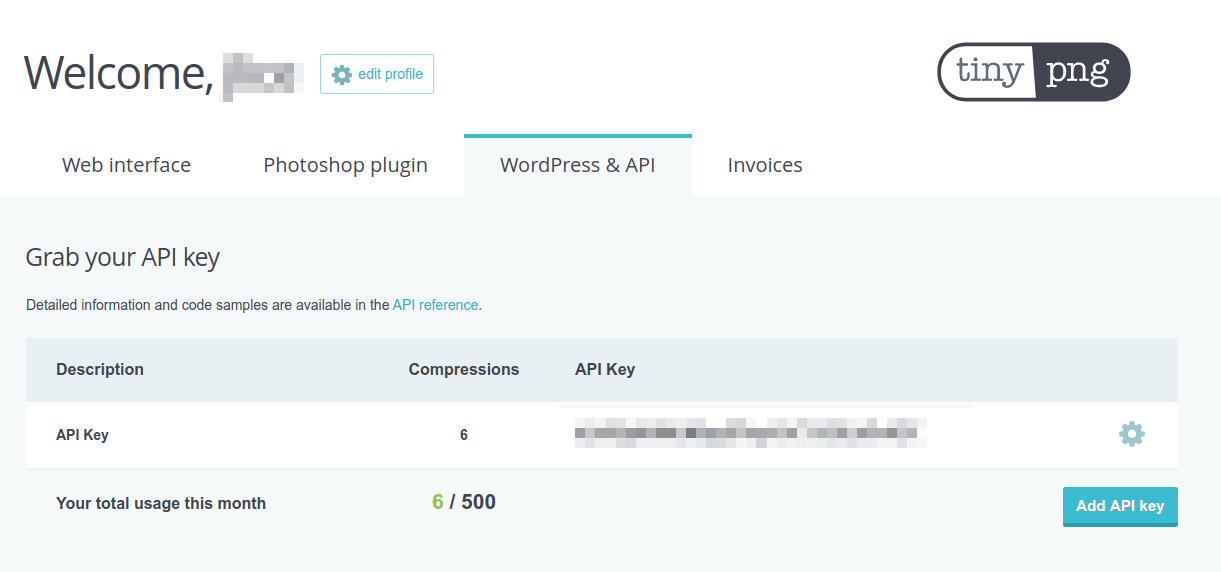 Welcome,
edit profile
tiny png
Web interface
Photoshop plugin
WordPress & API
Invoices
Grab your API key
Detailed information and code samples are available in the API reference.
Description Compressions API Key
API Key 6
Your total usage this month 6 / 500
Add API key